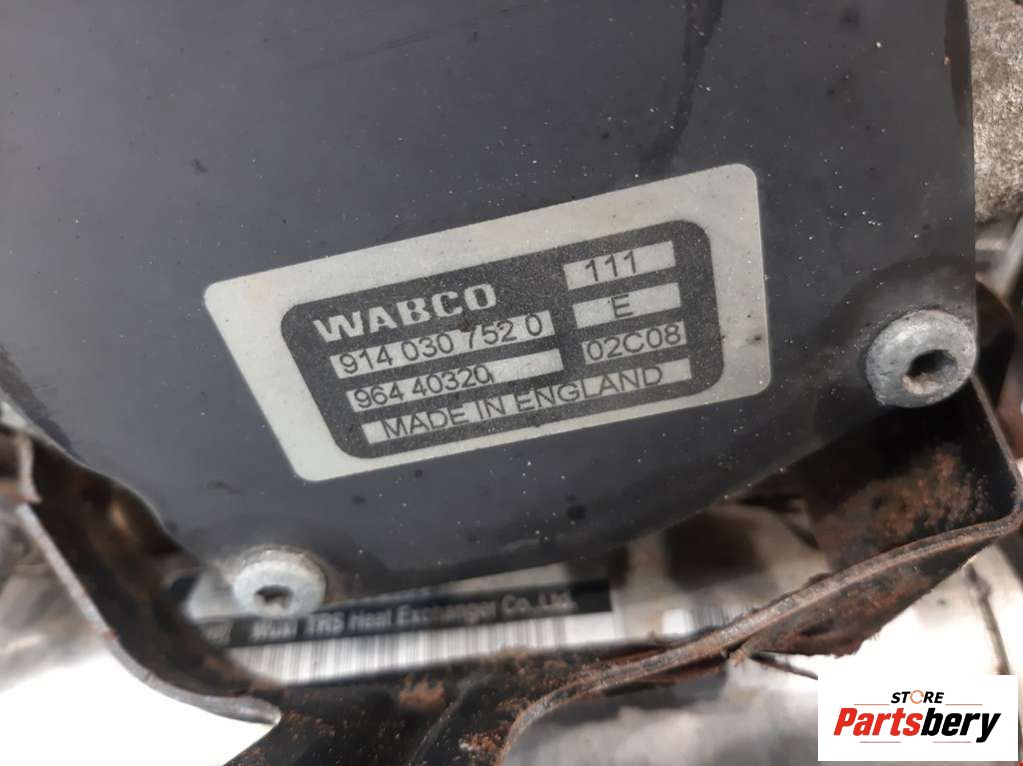 WABCO
111
914 030 752 0
E
964 40320
02C08
MADE IN ENGLAND
TRS Heat Exchanger Co., Ltd.
STORE
Partsbery